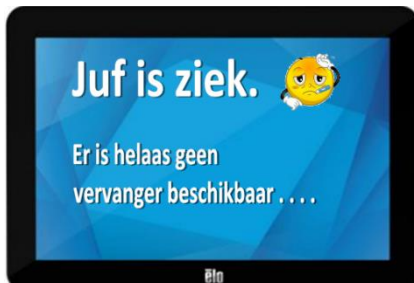 Juf is ziek.
Er is helaas geen
vervanger beschikbaar . . . .
elo